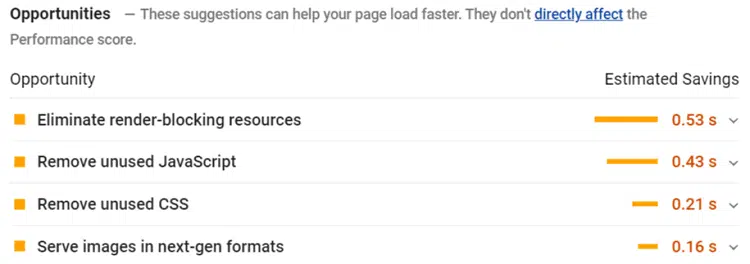 Opportunities — These suggestions can help your page load faster. They don't directly affect the
Performance score.
Opportunity Estimated Savings
Eliminate render-blocking resources 0.53 s
Remove unused JavaScript 0.43 s
Remove unused CSS 0.21 s
Serve images in next-gen formats 0.16 s